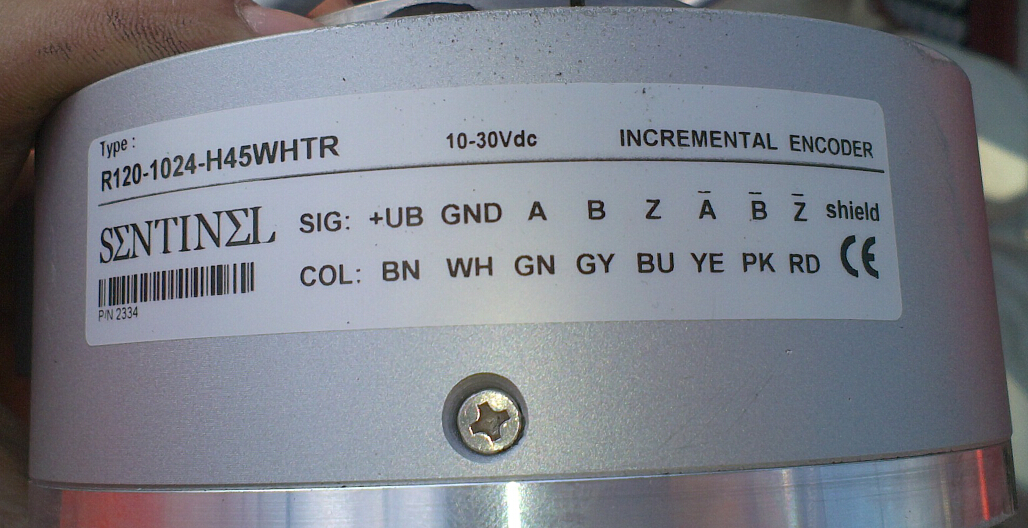 Type :
R120-1024-H45WHTR 10-30Vdc INCREMENTAL ENCODER
SΣNTINΣL
SIG: +UB GND A B Z A̅ B̅ Z̅ shield
COL: BN WH GN GY BU YE PK RD CE
P/N 2334